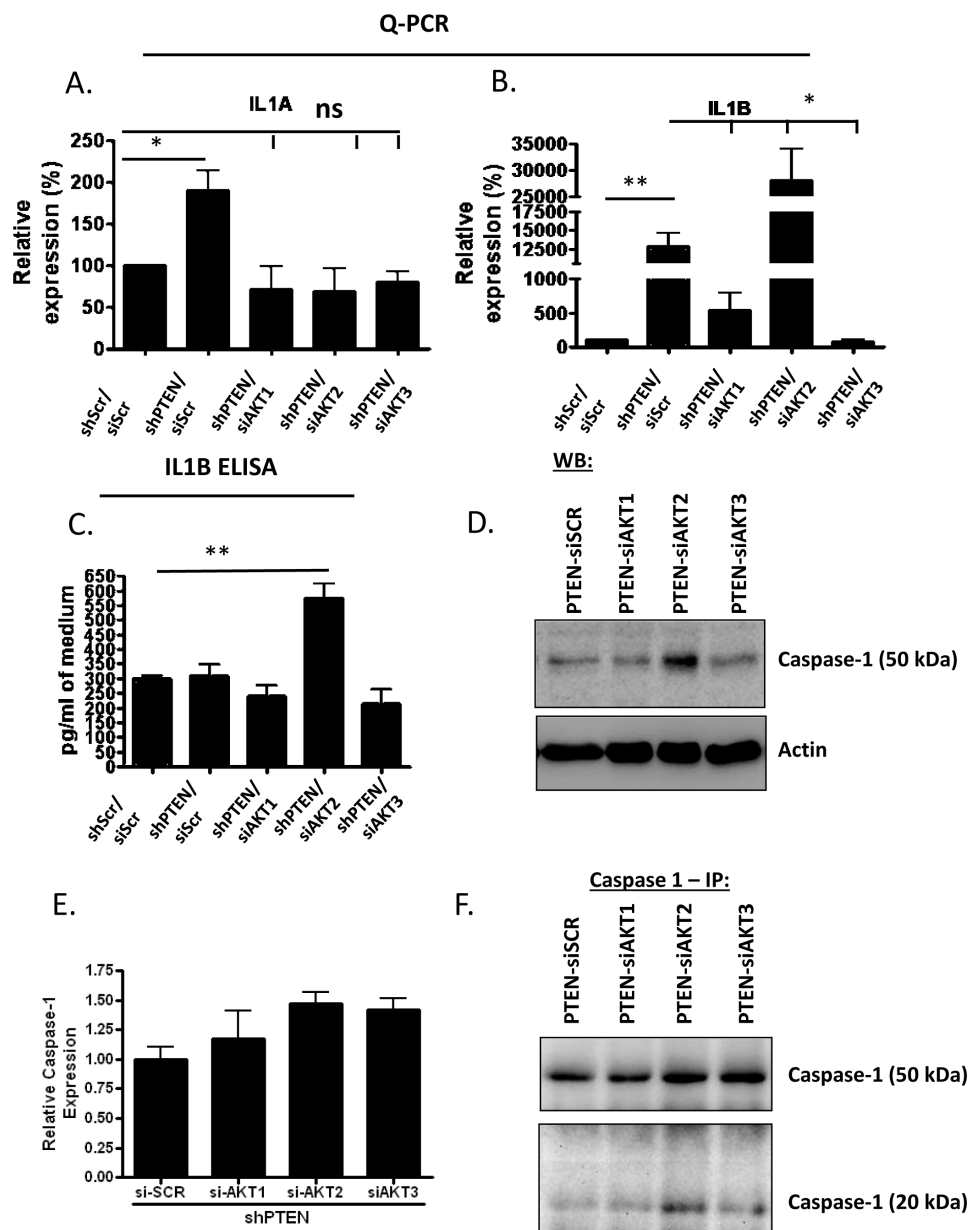 Q-PCR
A.
IL1A
ns
*
Relative
expression (%)
250
200
150
100
50
0
shScr/
siScr
shPTEN/
siScr
shPTEN/
siAKT1
shPTEN/
siAKT2
shPTEN/
siAKT3
B.
IL1B
*
**
Relative
expression (%)
35000
30000
25000
17500
15000
12500
1000
500
0
shScr/
siScr
shPTEN/
siScr
shPTEN/
siAKT1
shPTEN/
siAKT2
shPTEN/
siAKT3
IL1B ELISA
C.
**
pg/ml of medium
650
600
550
500
450
400
350
300
250
200
150
100
50
0
shScr/
siScr
shPTEN/
siScr
shPTEN/
siAKT1
shPTEN/
siAKT2
shPTEN/
siAKT3
WB:
D.
PTEN-siSCR
PTEN-siAKT1
PTEN-siAKT2
PTEN-siAKT3
Caspase-1 (50 kDa)
Actin
E.
Relative Caspase-1
Expression
1.75
1.50
1.25
1.00
0.75
0.50
0.25
0.00
si-SCR
si-AKT1
si-AKT2
siAKT3
shPTEN
F.
Caspase 1 – IP:
PTEN-siSCR
PTEN-siAKT1
PTEN-siAKT2
PTEN-siAKT3
Caspase-1 (50 kDa)
Caspase-1 (20 kDa)